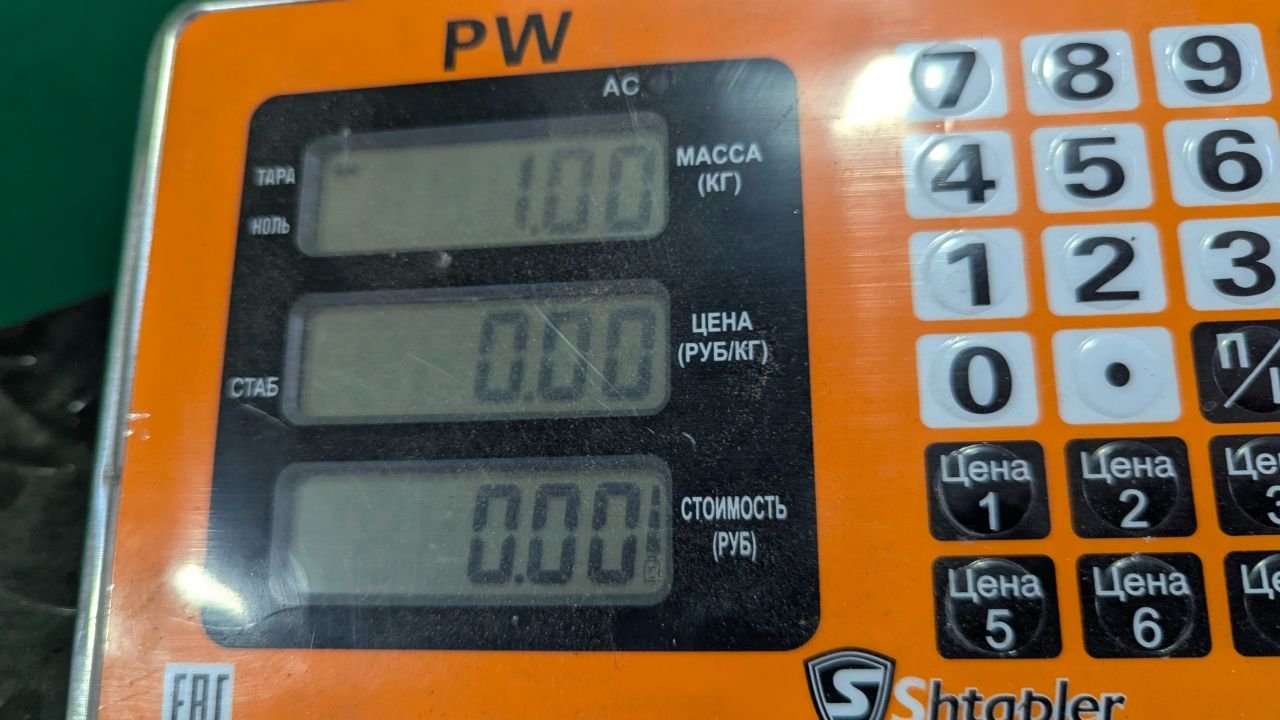 PW
AC
ТАРА
НОЛЬ
1.00
МАССА
(КГ)
СТАБ
0.00
ЦЕНА
(РУБ/КГ)
0.00
СТОИМОСТЬ
(РУБ)
7 8 9
4 5 6
1 2 3
0 •
П/
Цена 1
Цена 2
Цена 5
Цена 6
EAC
Shtapler